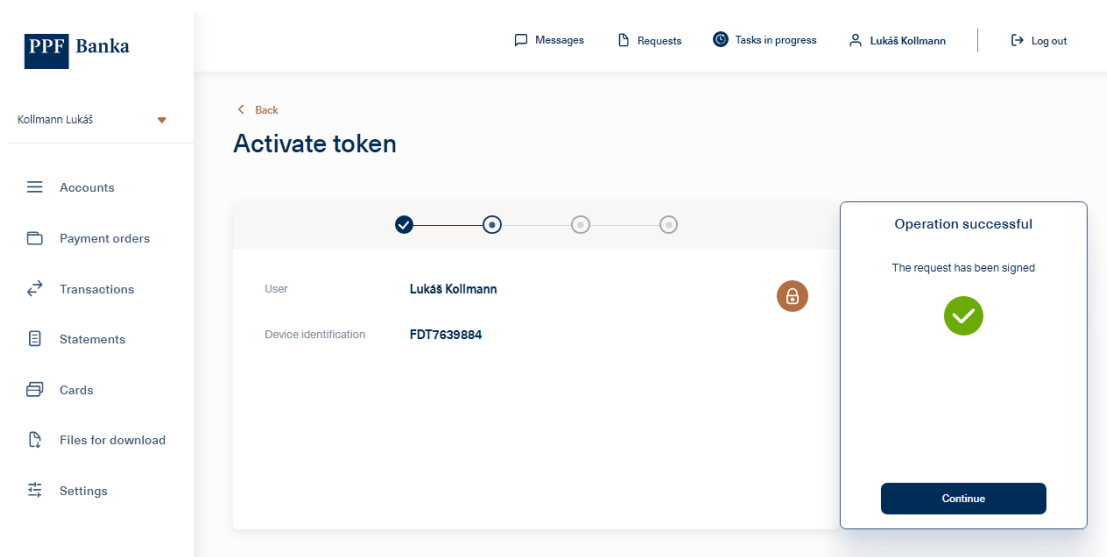 PPF Banka
Messages
Requests
Tasks in progress
Lukáš Kollmann
Log out
Kollmann Lukáš
Accounts
Payment orders
Transactions
Statements
Cards
Files for download
Settings
Back
Activate token
User Lukáš Kollmann
Device identification FDT7639884
Operation successful
The request has been signed
Continue